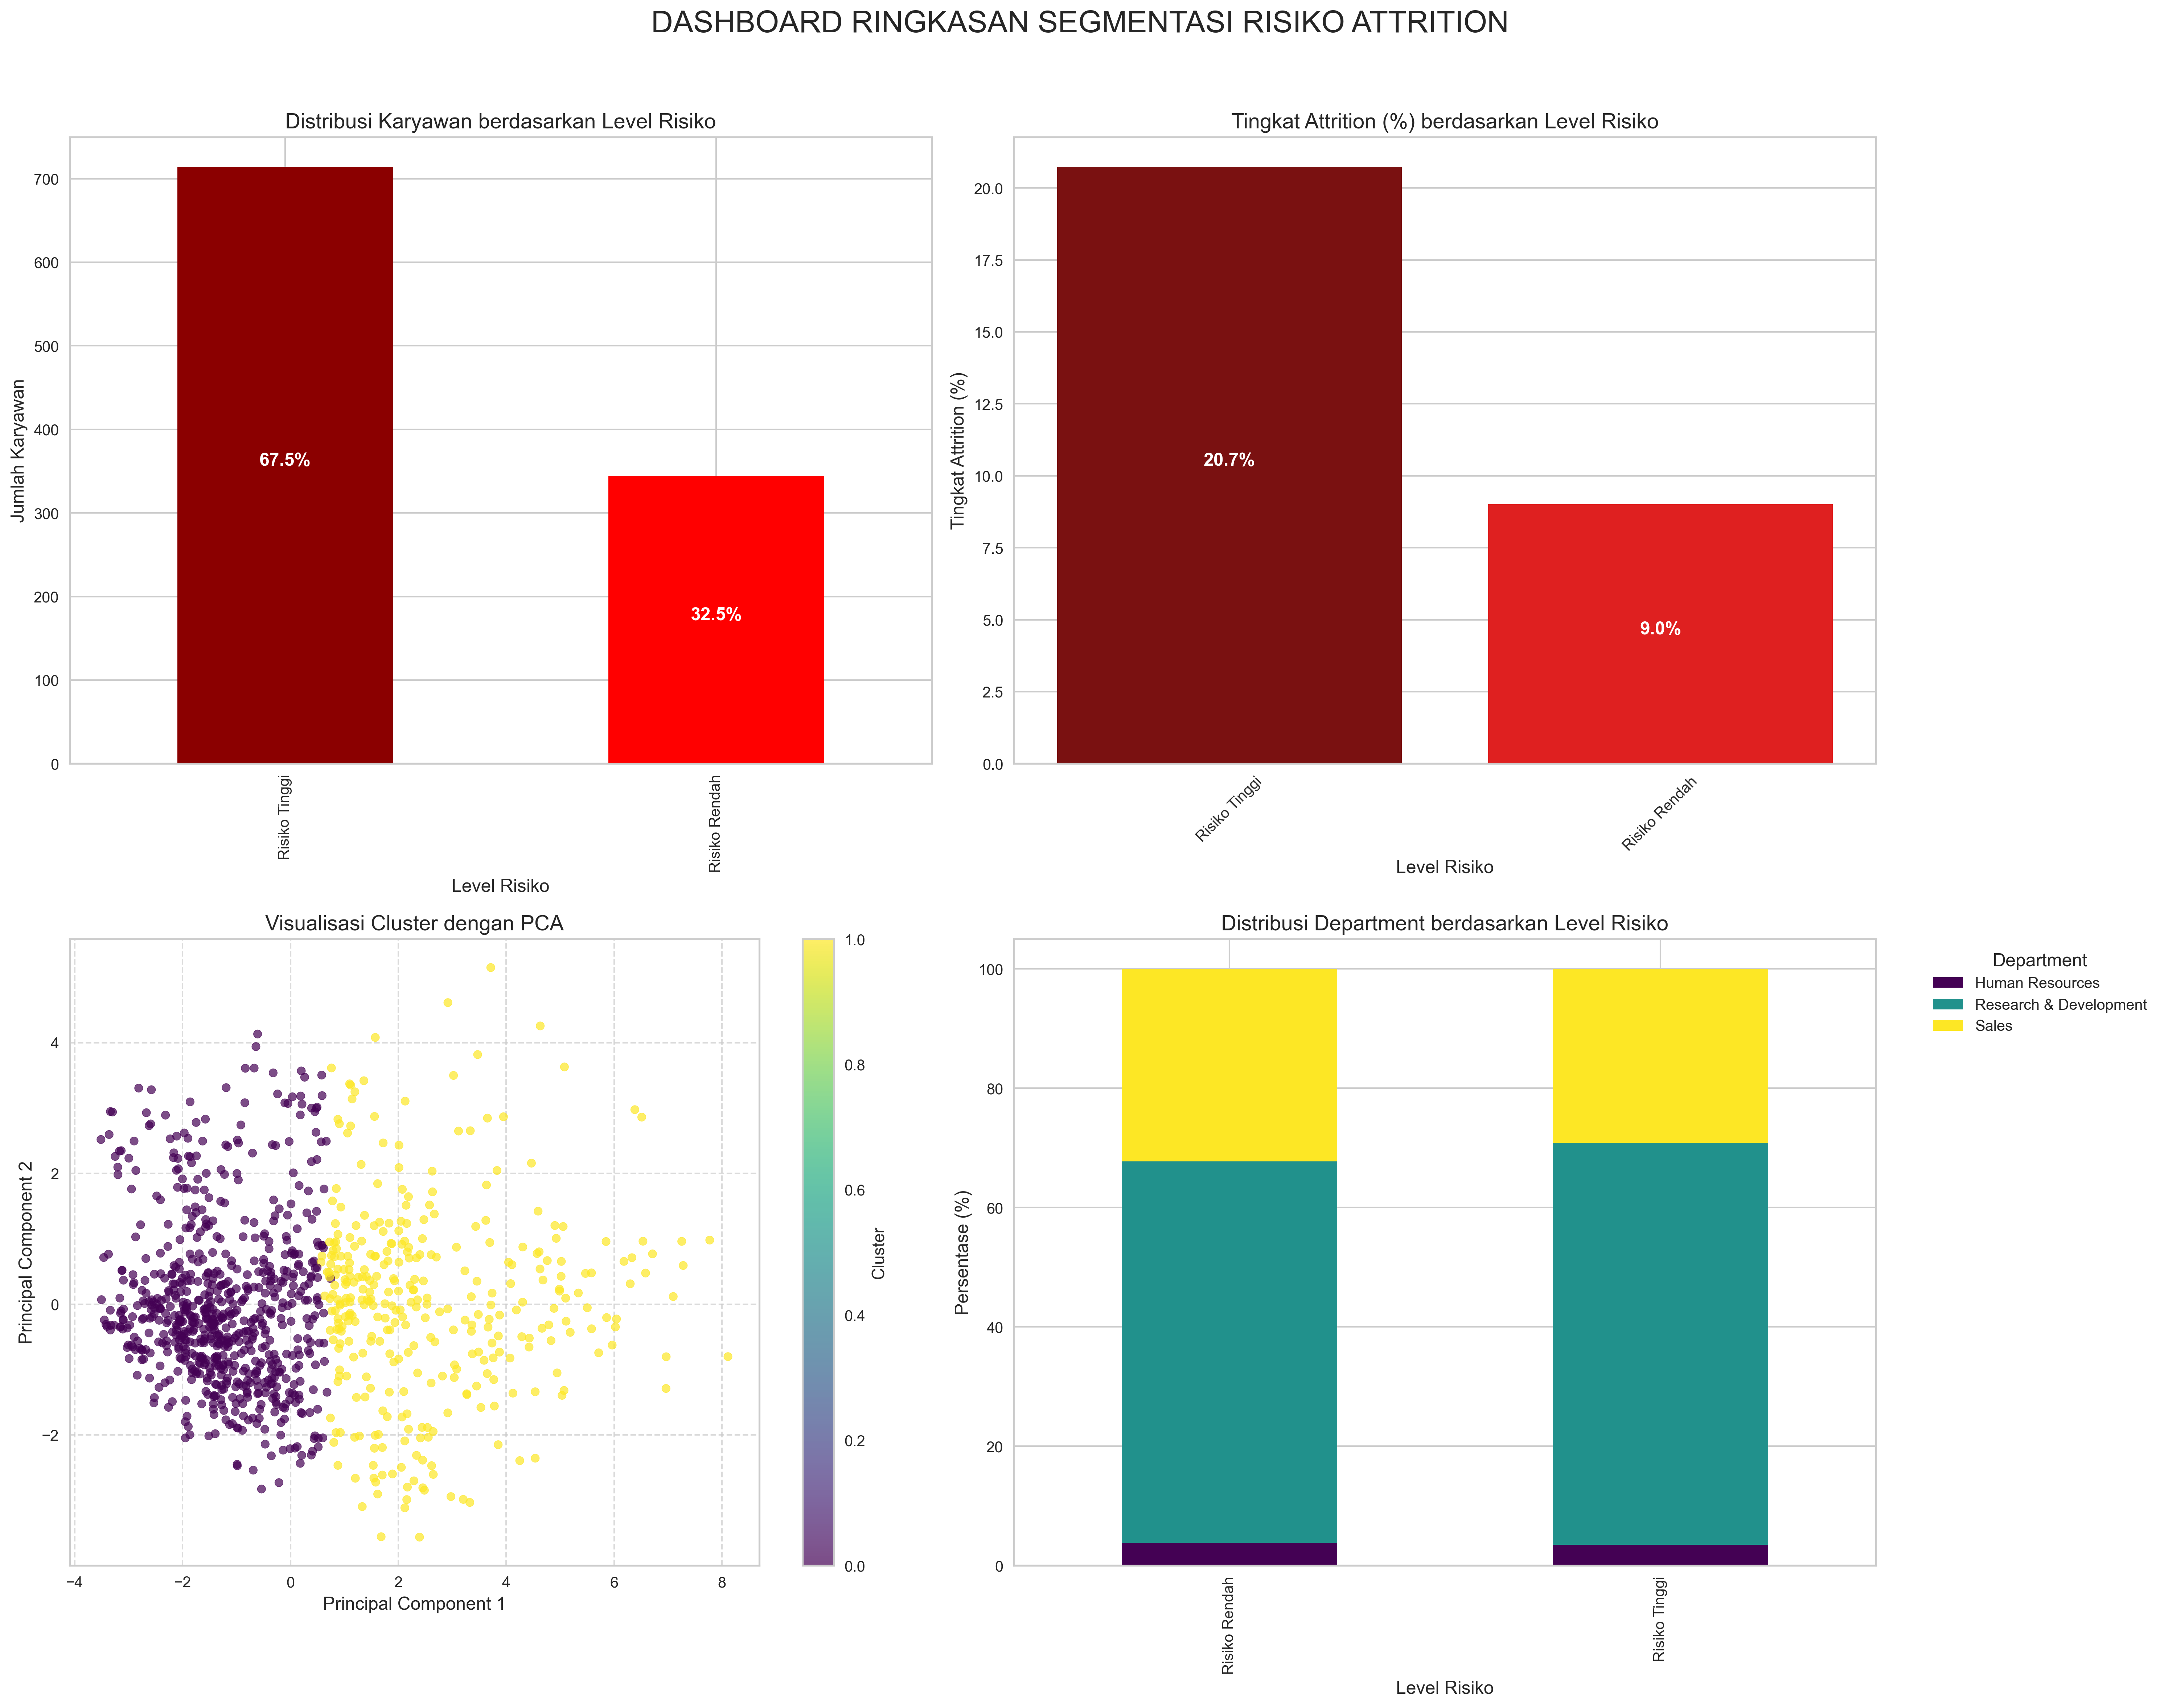 DASHBOARD RINGKASAN SEGMENTASI RISIKO ATTRITION
Distribusi Karyawan berdasarkan Level Risiko
Jumlah Karyawan
700
600
500
400
300
200
100
0
67.5%
32.5%
Risiko Tinggi
Risiko Rendah
Level Risiko
Tingkat Attrition (%) berdasarkan Level Risiko
Tingkat Attrition (%)
20.0
17.5
15.0
12.5
10.0
7.5
5.0
2.5
0.0
20.7%
9.0%
Risiko Tinggi
Risiko Rendah
Level Risiko
Visualisasi Cluster dengan PCA
Principal Component 2
4
2
0
−2
−4
−2
0
2
4
6
8
Principal Component 1
1.0
0.8
0.6
0.4
0.2
0.0
Cluster
Distribusi Department berdasarkan Level Risiko
Persentase (%)
100
80
60
40
20
0
Risiko Rendah
Risiko Tinggi
Level Risiko
Department
Human Resources
Research & Development
Sales